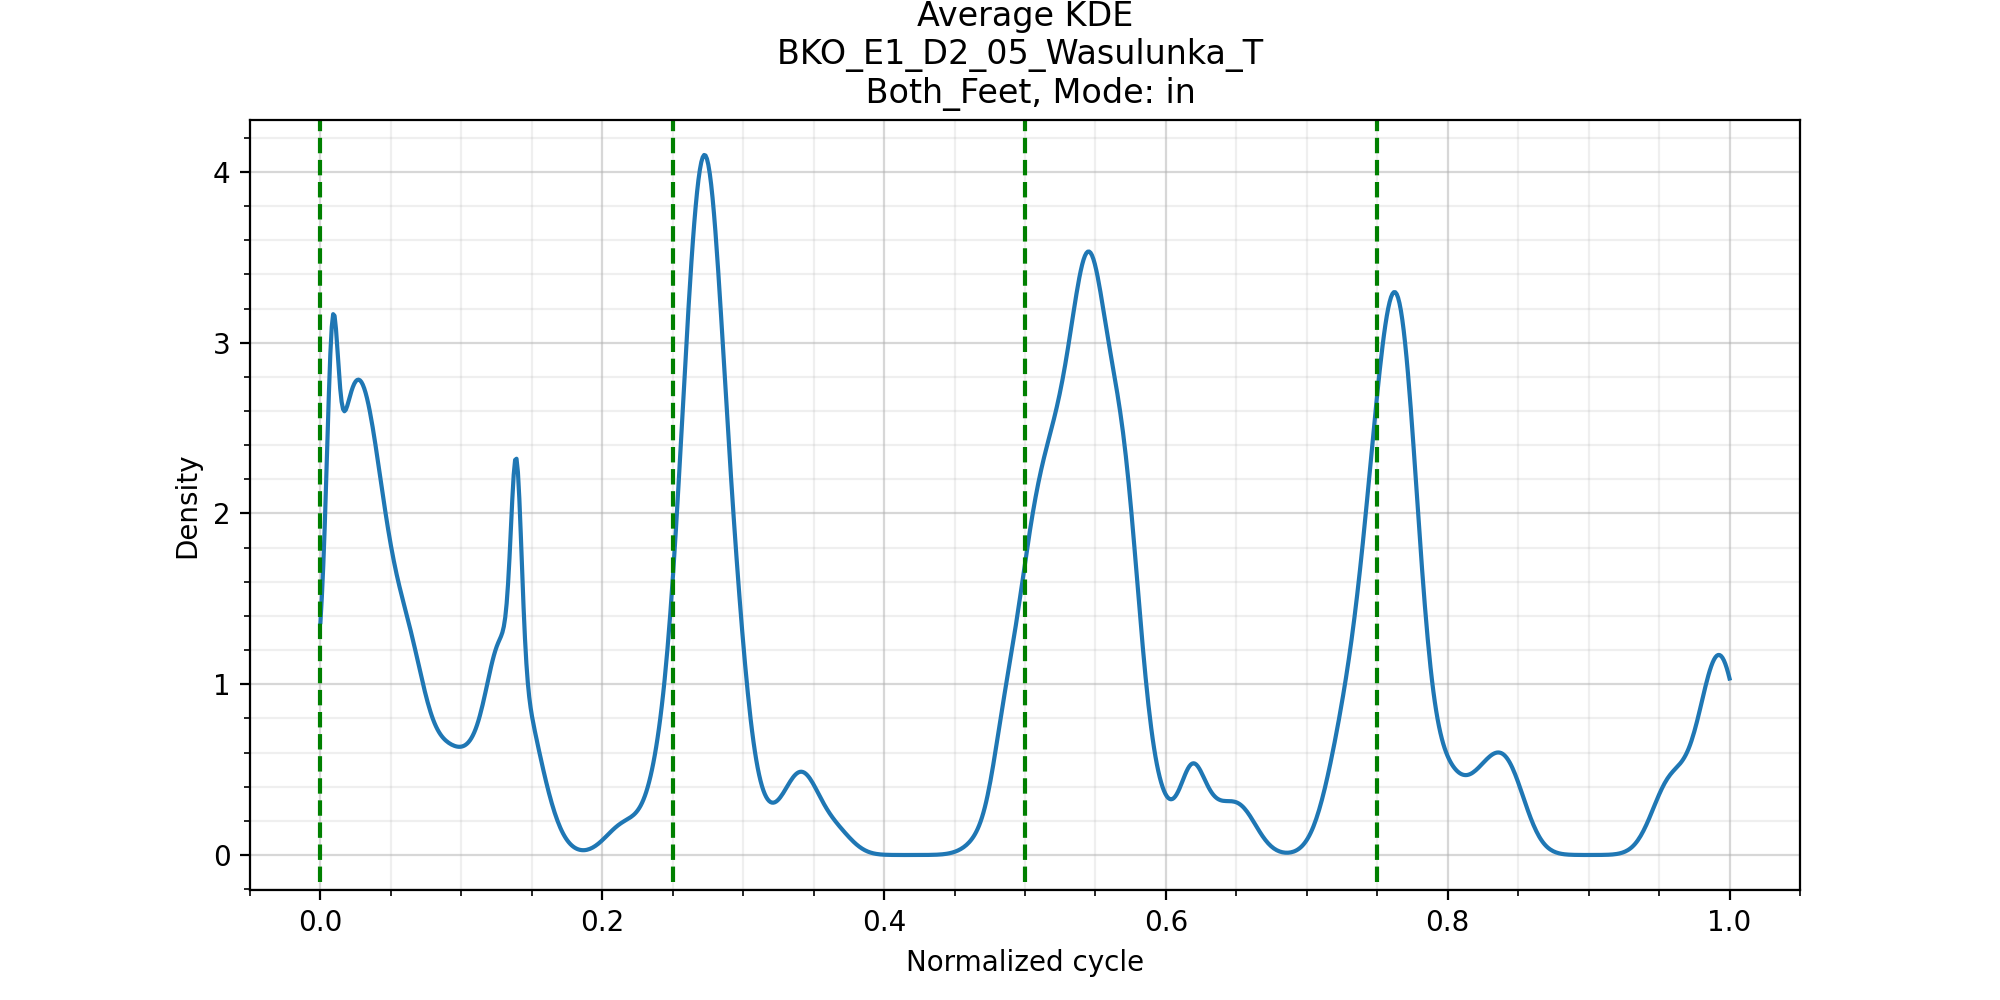 Average KDE
BKO_E1_D2_05_Wasulunka_T
Both_Feet, Mode: in
4
3
2
1
0
Density
0.0 0.2 0.4 0.6 0.8 1.0
Normalized cycle